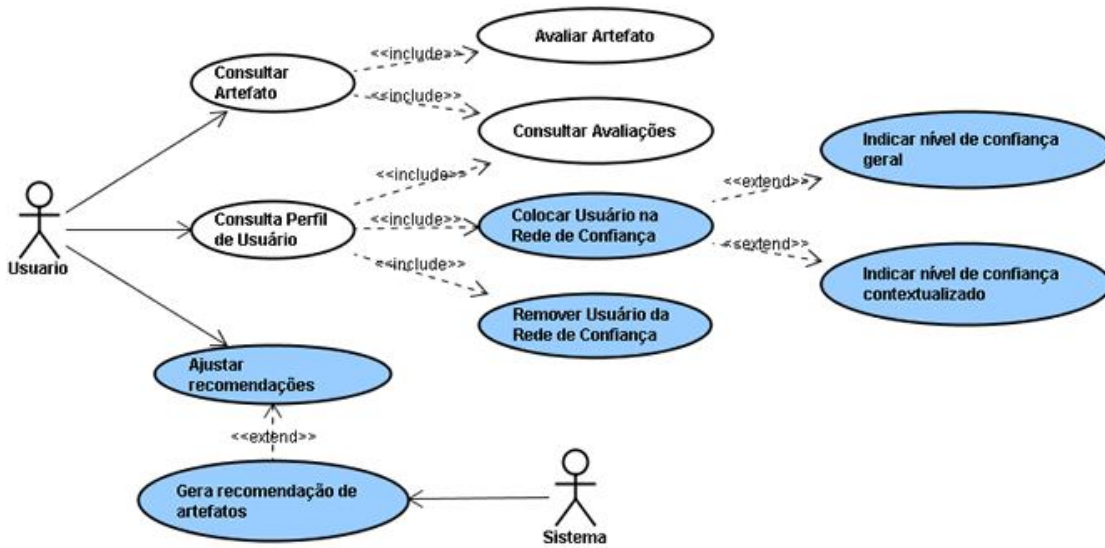 Avaliar Artefato
<<include>>
Consultar
Artefato
<<include>>
Consultar Avaliações
Indicar nível de confiança
geral
<<include>>
<<extend>>
Consulta Perfil
de Usuário
<<include>>
Colocar Usuário na
Rede de Confiança
<<extend>>
Usuario
<<include>>
Indicar nível de confiança
contextualizado
Remover Usuário da
Rede de Confiança
Ajustar
recomendações
<<extend>>
Gera recomendação de
artefatos
Sistema